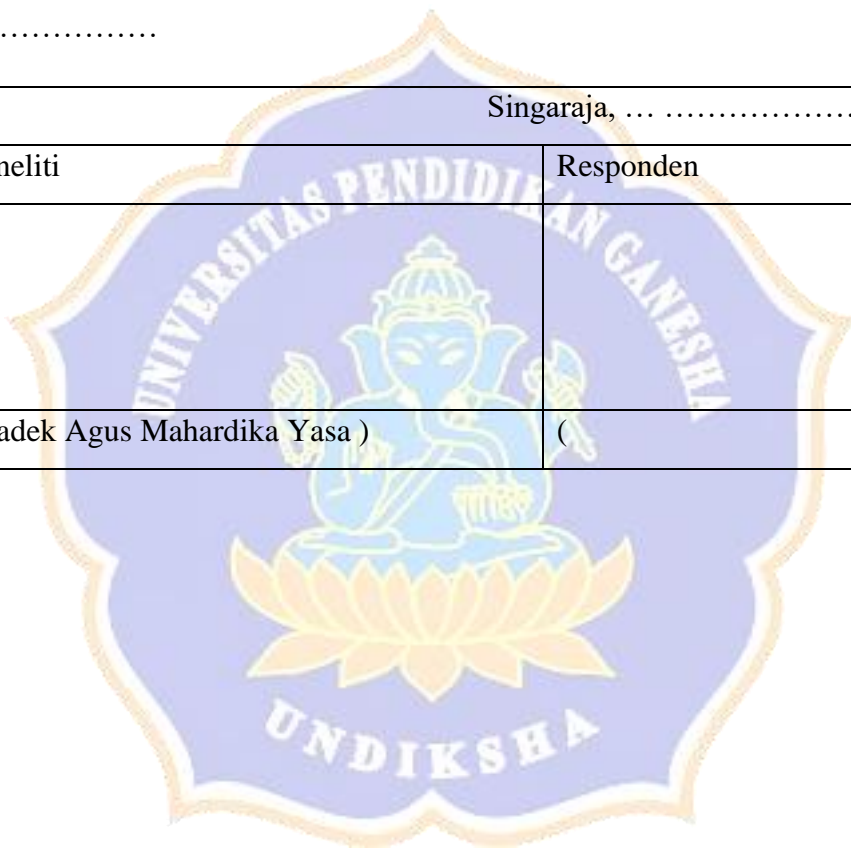 ……………
Singaraja, … …………………
neliti
Responden
UNIVERSITAS PENDIDIKAN GANESHA
adek Agus Mahardika Yasa )
(
UNDIKSHA